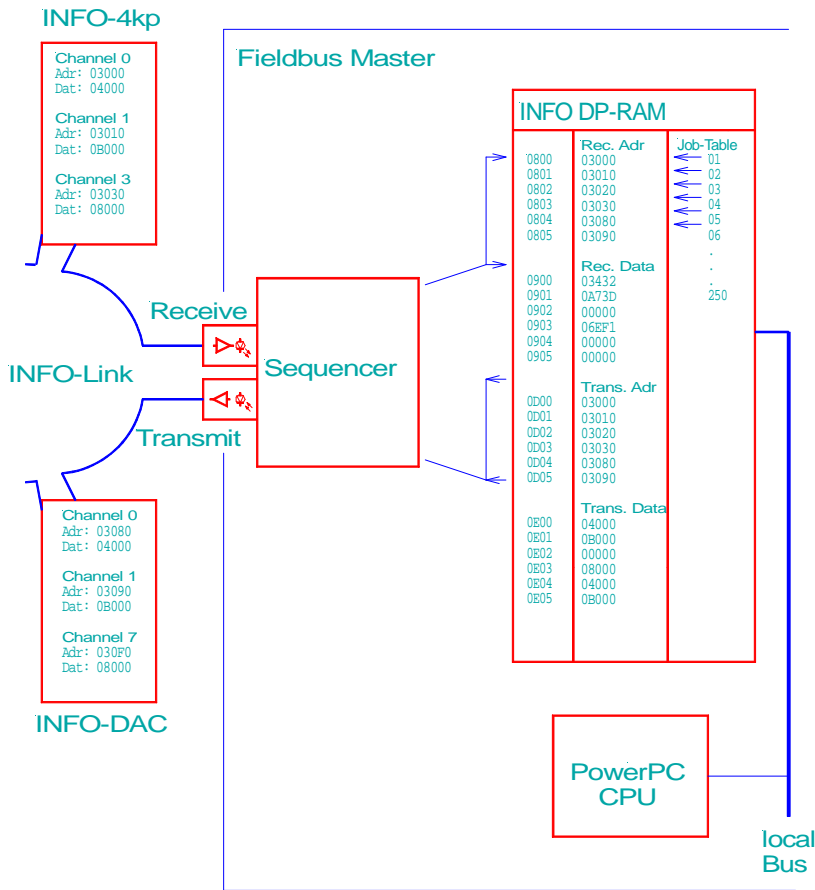 INFO-4kp
Channel 0
Adr: 03000
Dat: 04000
Channel 1
Adr: 03010
Dat: 0B000
Channel 3
Adr: 03030
Dat: 08000
Fieldbus Master
INFO DP-RAM
Rec. Adr
Job-Table
0800 03000 01
0801 03010 02
0802 03020 03
0803 03030 04
0804 03080 05
0805 03090 06
.
.
.
250
Rec. Data
0900 03432
0901 0A73D
0902 00000
0903 06EF1
0904 00000
0905 00000
Trans. Adr
0D00 03000
0D01 03010
0D02 03020
0D03 03030
0D04 03080
0D05 03090
Trans. Data
0E00 04000
0E01 0B000
0E02 00000
0E03 08000
0E04 04000
0E05 0B000
Receive
Sequencer
INFO-Link
Transmit
Channel 0
Adr: 03080
Dat: 04000
Channel 1
Adr: 03090
Dat: 0B000
Channel 7
Adr: 030F0
Dat: 08000
INFO-DAC
PowerPC
CPU
local
Bus